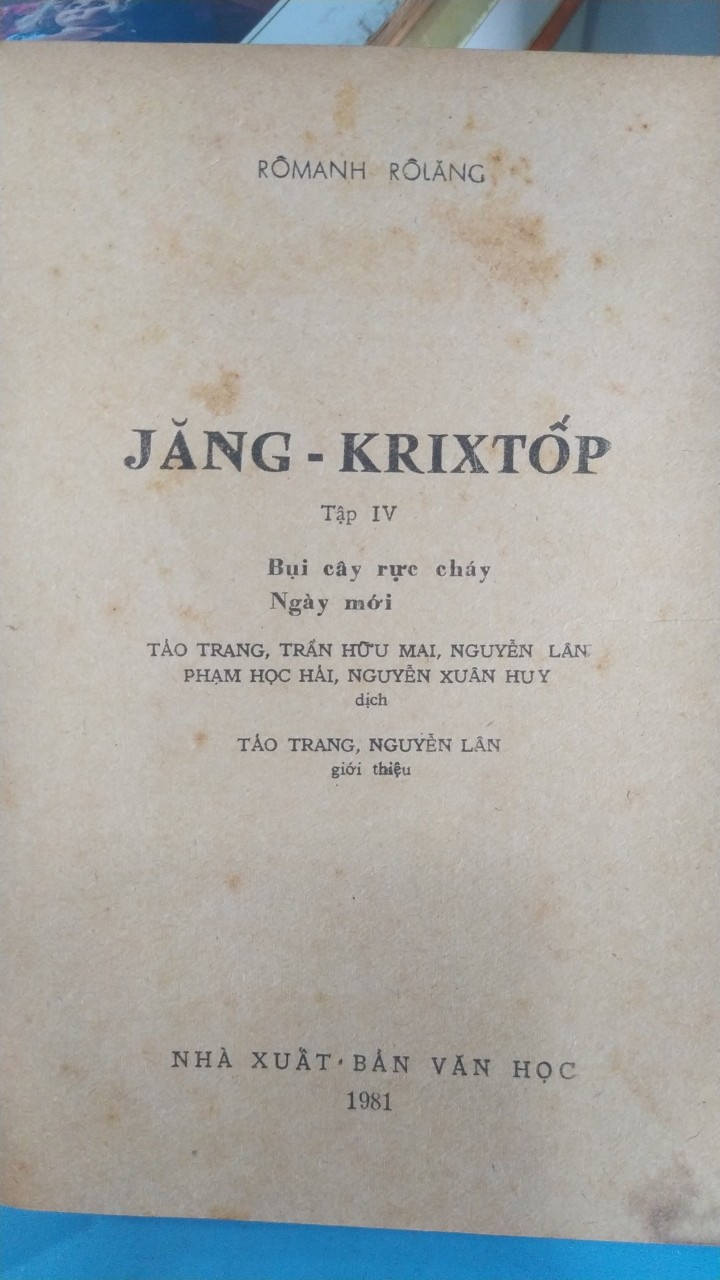 RÔMANH RÔLĂNG
JĂNG - KRIXTỐP
Tập IV
Bụi cây rực cháy
Ngày mới
TẢO TRANG, TRẦN HỮU MAI, NGUYỄN LÂN
PHẠM HỌC HẢI, NGUYỄN XUÂN HUY
dịch
TẢO TRANG, NGUYỄN LÂN
giới thiệu
NHÀ XUẤT BẢN VĂN HỌC
1981